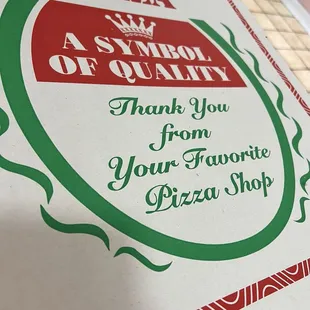 A SYMBOL
OF QUALITY
Thank You
from
Your Favorite
Pizza Shop